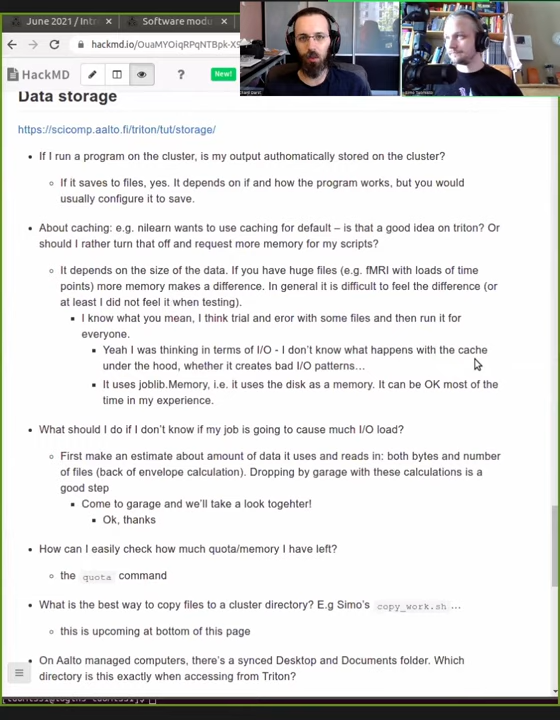 June 2021 / Intro
Software modu
hackmd.io/OuaMYOiqRPqNTBpk-X9
HackMD
?
New!
Data storage
https://scicomp.aalto.fi/triton/tut/storage/
If I run a program on the cluster, is my output authomatically stored on the cluster?
If it saves to files, yes. It depends on if and how the program works, but you would
usually configure it to save.
About caching: e.g. nilearn wants to use caching for default – is that a good idea on triton? Or
should I rather turn that off and request more memory for my scripts?
It depends on the size of the data. If you have huge files (e.g. fMRI with loads of time
points) more memory makes a difference. In general it is difficult to feel the difference (or
at least I did not feel it when testing).
I know what you mean, I think trial and eror with some files and then run it for
everyone.
Yeah I was thinking in terms of I/O - I don't know what happens with the cache
under the hood, whether it creates bad I/O patterns…
It uses joblib.Memory, i.e. it uses the disk as a memory. It can be OK most of the
time in my experience.
What should I do if I don't know if my job is going to cause much I/O load?
First make an estimate about amount of data it uses and reads in: both bytes and number
of files (back of envelope calculation). Dropping by garage with these calculations is a
good step
Come to garage and we'll take a look togehter!
Ok, thanks
How can I easily check how much quota/memory I have left?
the quota command
What is the best way to copy files to a cluster directory? E.g Simo's copy_work.sh …
this is upcoming at bottom of this page
On Aalto managed computers, there's a synced Desktop and Documents folder. Which
directory is this exactly when accessing from Triton?